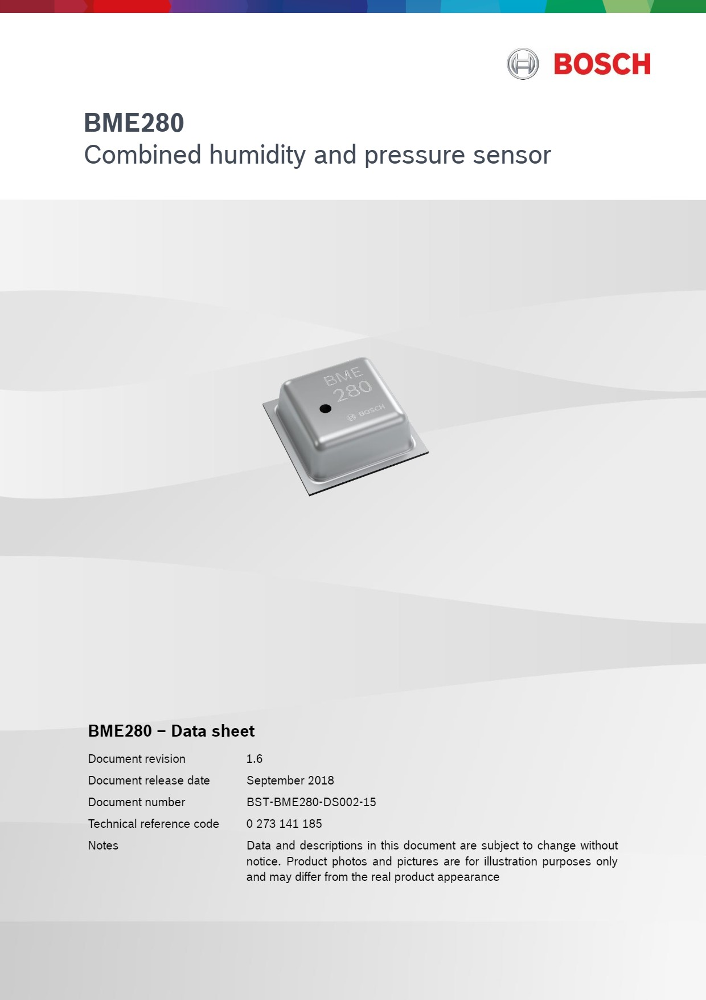 BOSCH
BME280
Combined humidity and pressure sensor
BME
280
BOSCH
BME280 – Data sheet
Document revision 1.6
Document release date September 2018
Document number BST-BME280-DS002-15
Technical reference code 0 273 141 185
Notes Data and descriptions in this document are subject to change without
notice. Product photos and pictures are for illustration purposes only
and may differ from the real product appearance